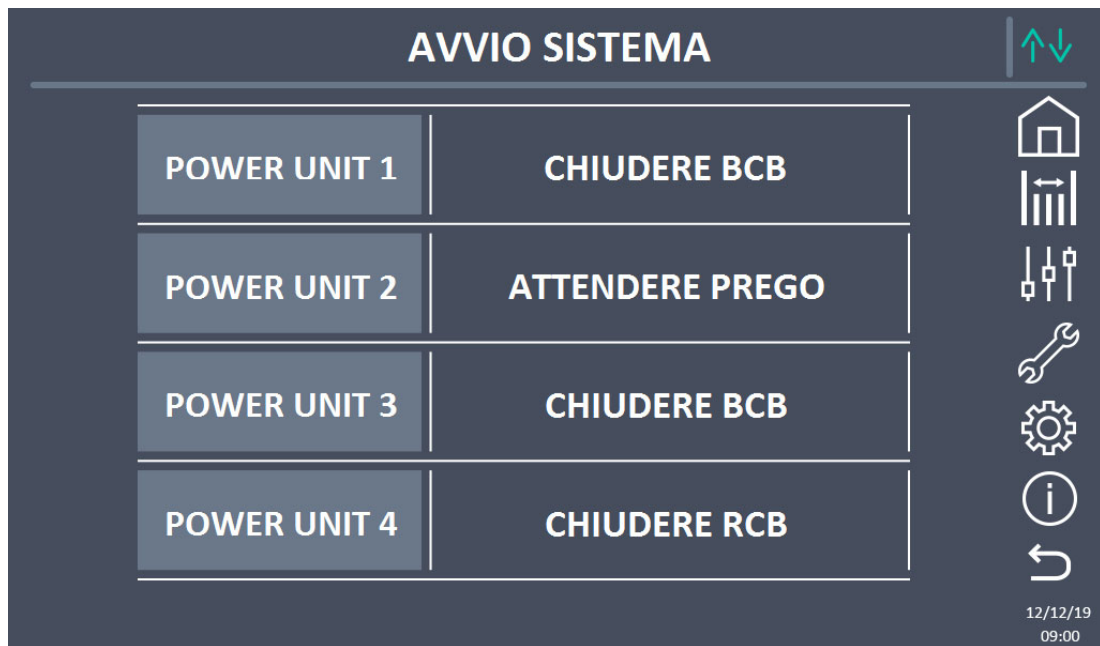 AVVIO SISTEMA
POWER UNIT 1 CHIUDERE BCB
POWER UNIT 2 ATTENDERE PREGO
POWER UNIT 3 CHIUDERE BCB
POWER UNIT 4 CHIUDERE RCB
12/12/19
09:00